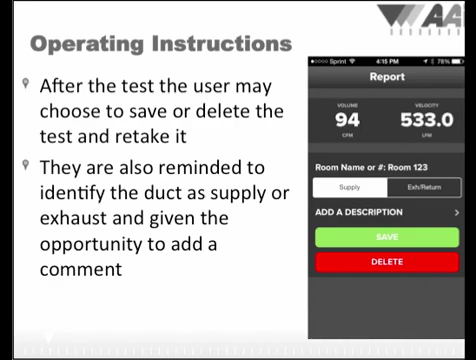 AA
Operating Instructions
After the test the user may
choose to save or delete the
test and retake it
They are also reminded to
identify the duct as supply or
exhaust and given the
opportunity to add a
comment
Sprint 4:15 PM 78%
Report
VOLUME VELOCITY
94 533.0
CFM LFM
Room Name or #: Room 123
Supply Exh/Return
ADD A DESCRIPTION
SAVE
DELETE